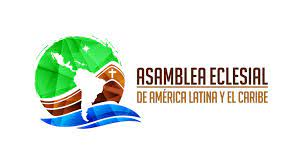 ASAMBLEA ECLESIAL
DE AMÉRICA LATINA Y EL CARIBE